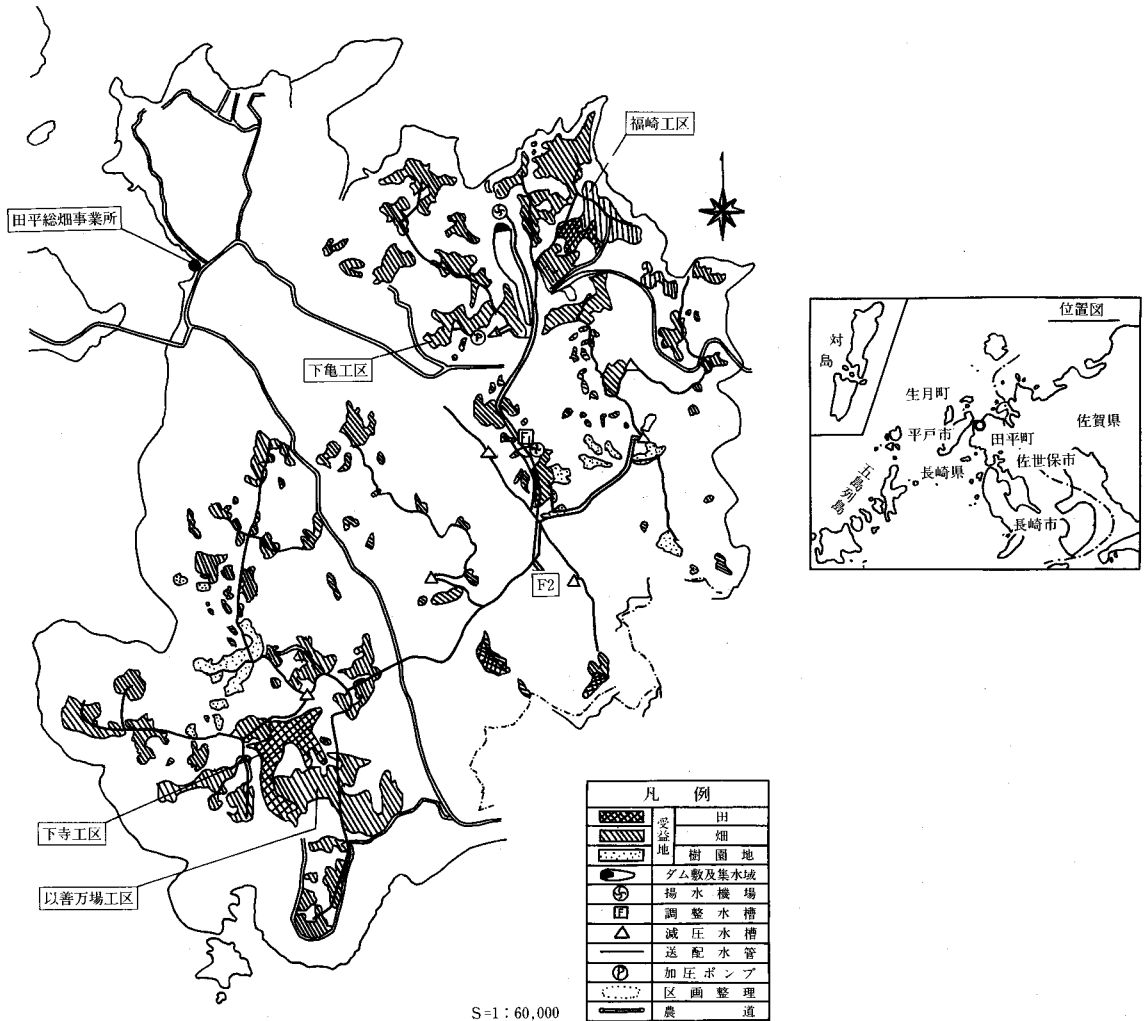 福崎工区
田平総畑事業所
下亀工区
P
F1
F2
下寺工区
以善万場工区
S=1:60,000
位置図
対島
生月町
平戸市
田平町
佐賀県
佐世保市
長崎県
五島列島
長崎市
凡例
受益地
田
畑
樹園地
ダム敷及集水域
揚水機場
F 調整水槽
減圧水槽
送配水管
P 加圧ポンプ
区画整理
農道